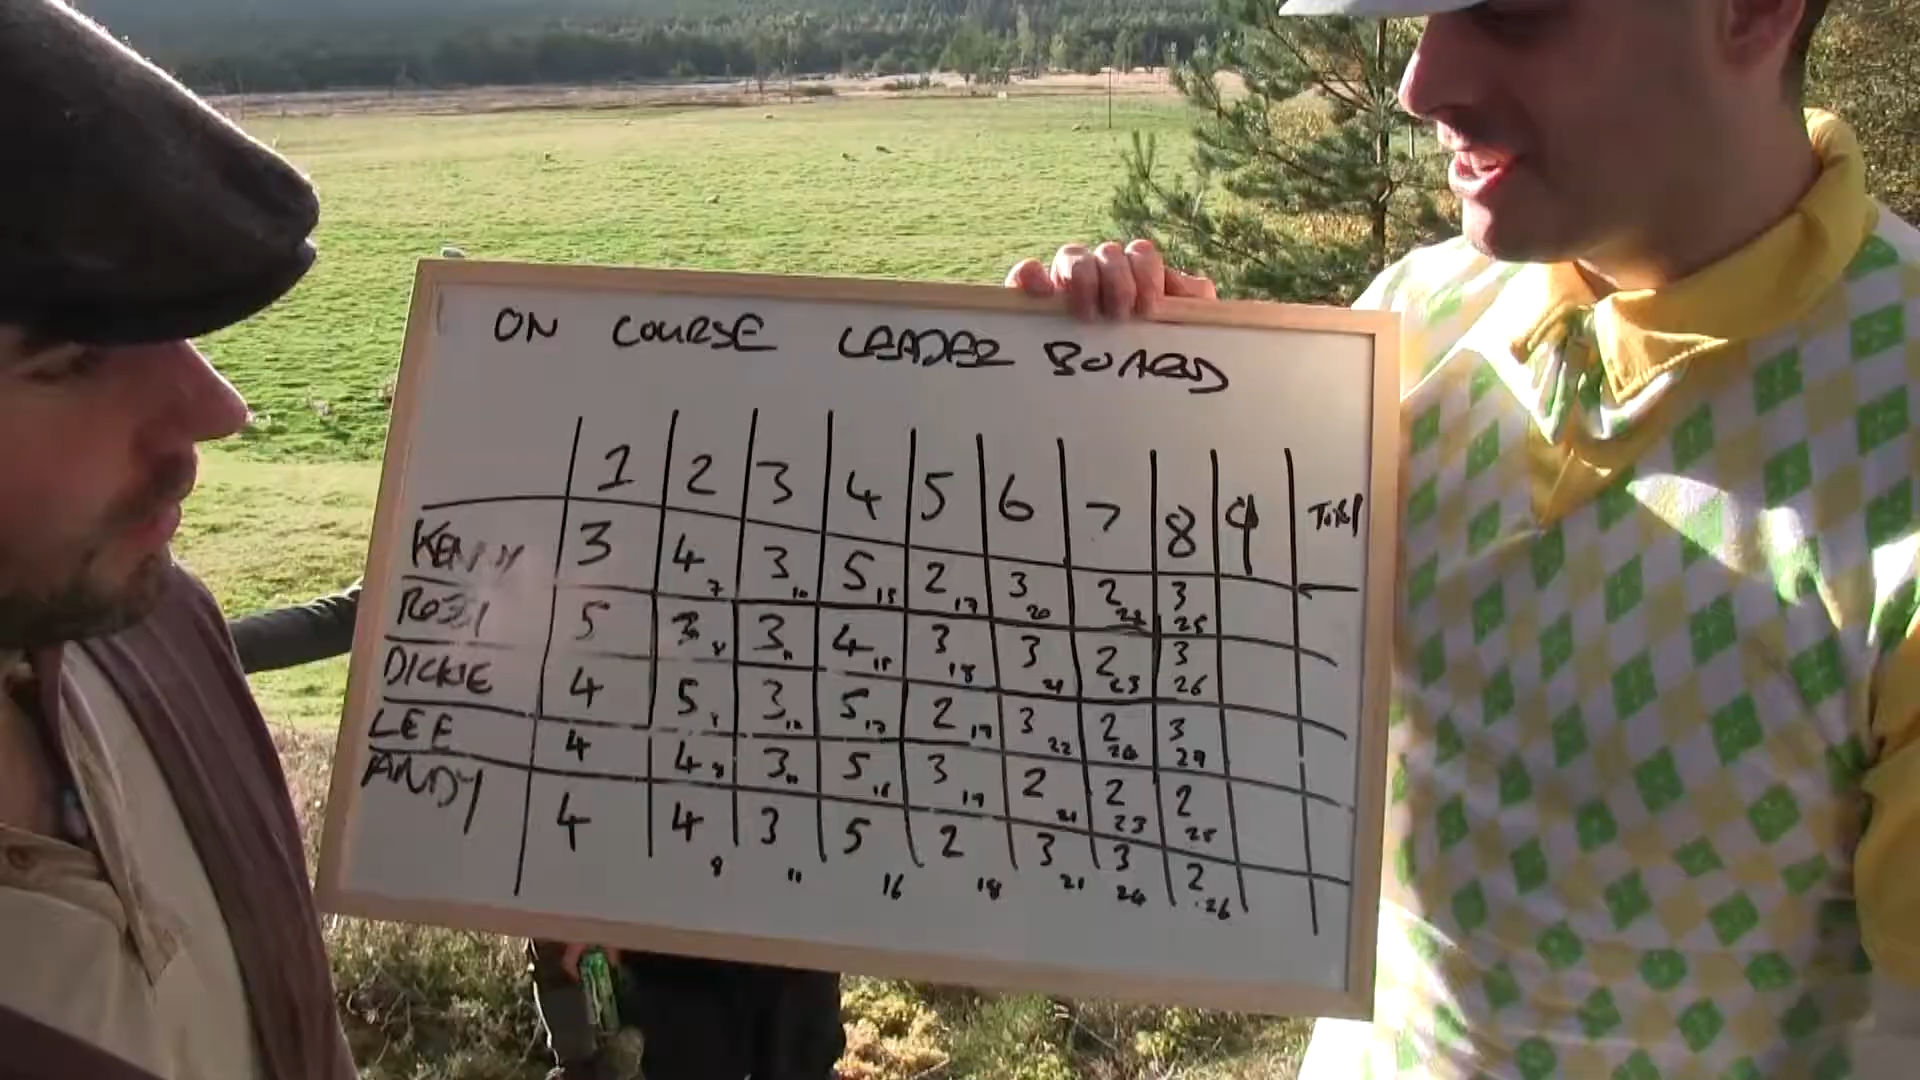 ON COURSE LEADER BOARD
1 2 3 4 5 6 7 8 9 Total
KENNY 3 4 7 3 10 5 15 2 17 3 20 2 22 3 25
5 3 8 3 11 4 15 3 18 3 21 2 23 3 26
DICKIE 4 5 3 5 17 2 19 3 22 2 24 3 27
LEE 4 4 8 3 11 5 16 3 19 2 21 2 23 2 25
ANDY 4 4 8 3 11 5 16 2 18 3 21 3 24 2 26